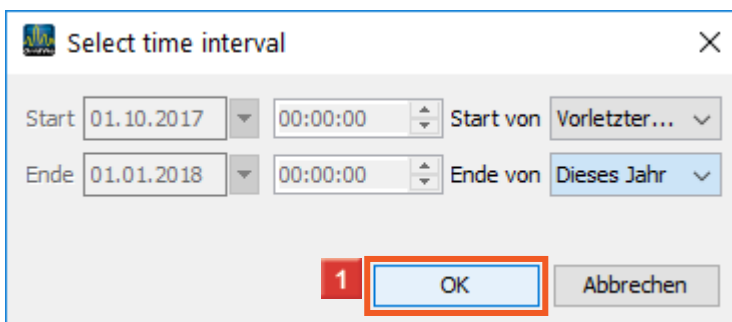 Select time interval
Start 01.10.2017 00:00:00 Start von Vorletzter...
Ende 01.01.2018 00:00:00 Ende von Dieses Jahr
1 OK Abbrechen